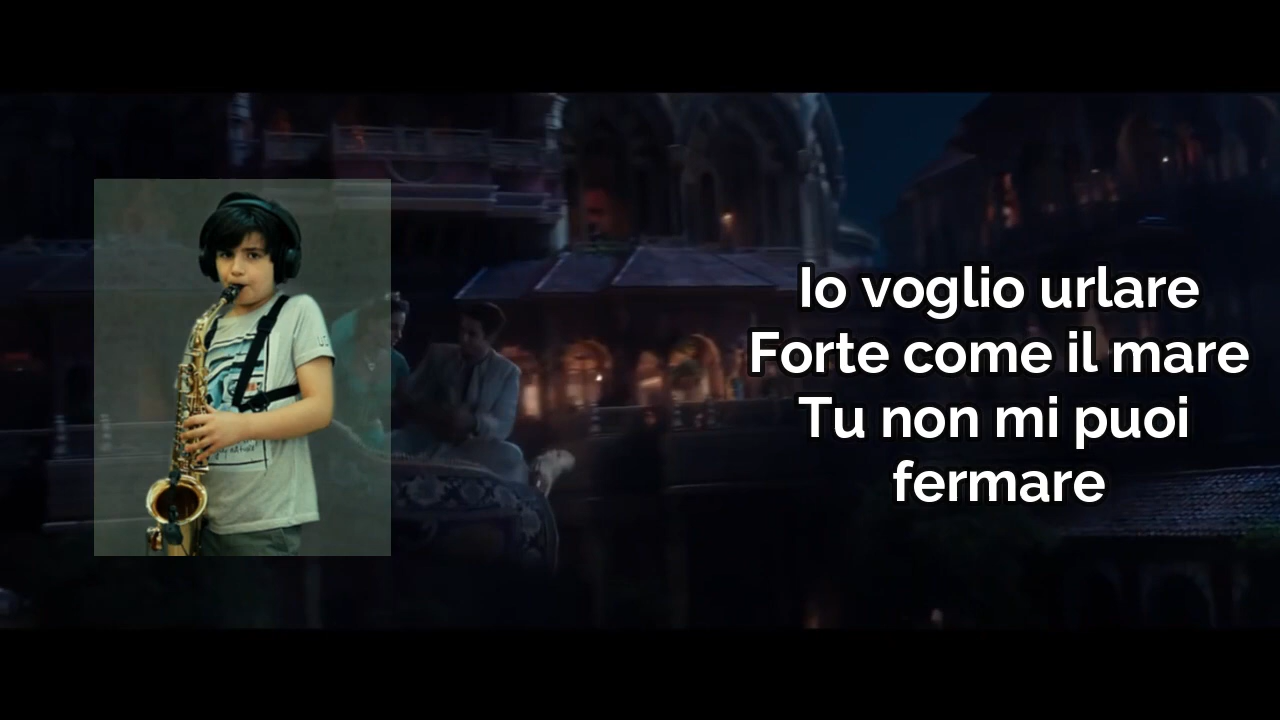 Io voglio urlare
Forte come il mare
Tu non mi puoi
fermare